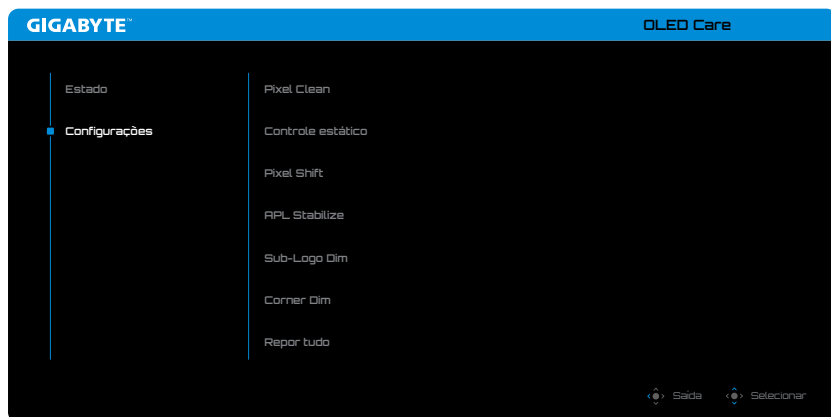 GIGABYTE™
OLED Care
Estado
Configurações
Pixel Clean
Controle estático
Pixel Shift
APL Stabilize
Sub-Logo Dim
Corner Dim
Repor tudo
Saída
Selecionar